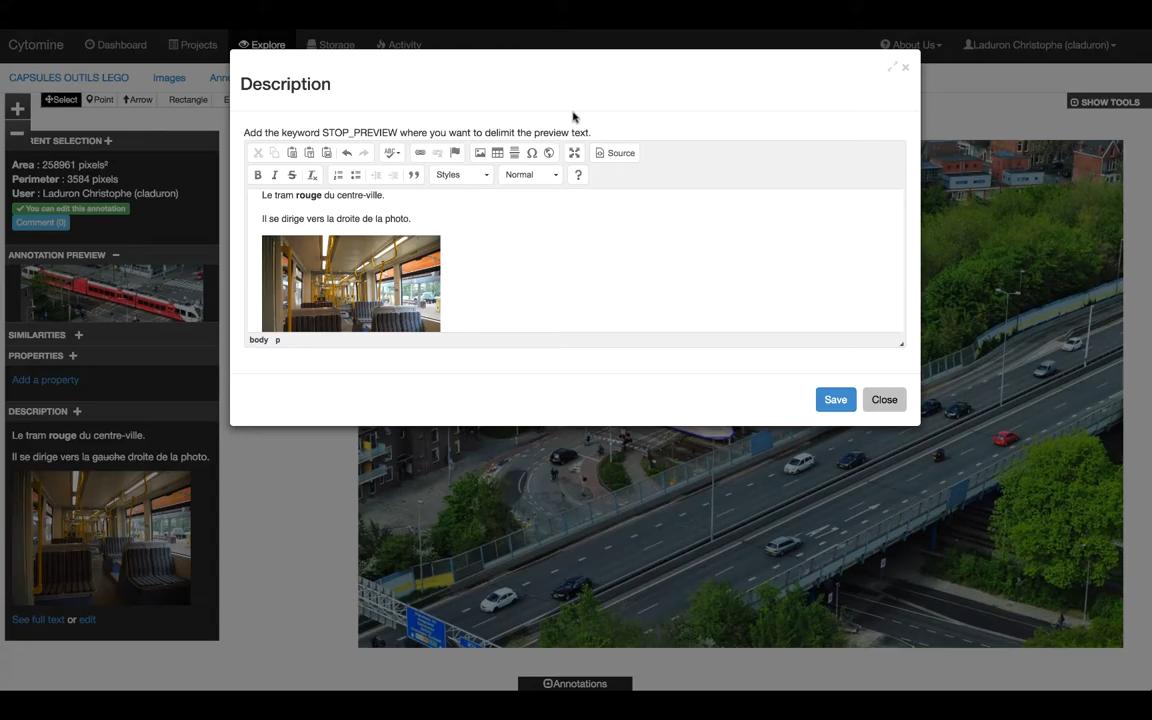 Cytomine Dashboard Projects Explore Storage Activity About Us Laduron Christophe (claduron)
CAPSULES OUTILS LEGO Images
Select Point Arrow Rectangle
SHOW TOOLS
RENT SELECTION
Area : 258961 pixels²
Perimeter : 3584 pixels
User : Laduron Christophe (claduron)
You can edit this annotation
Comment (0)
ANNOTATION PREVIEW
SIMILARITIES
PROPERTIES
Add a property
DESCRIPTION
Le tram rouge du centre-ville.
Il se dirige vers la gauche droite de la photo.
See full text or edit
Description
Add the keyword STOP_PREVIEW where you want to delimit the preview text.
Source
Styles Normal ?
Le tram rouge du centre-ville.
Il se dirige vers la droite de la photo.
body p
Save Close
Annotations